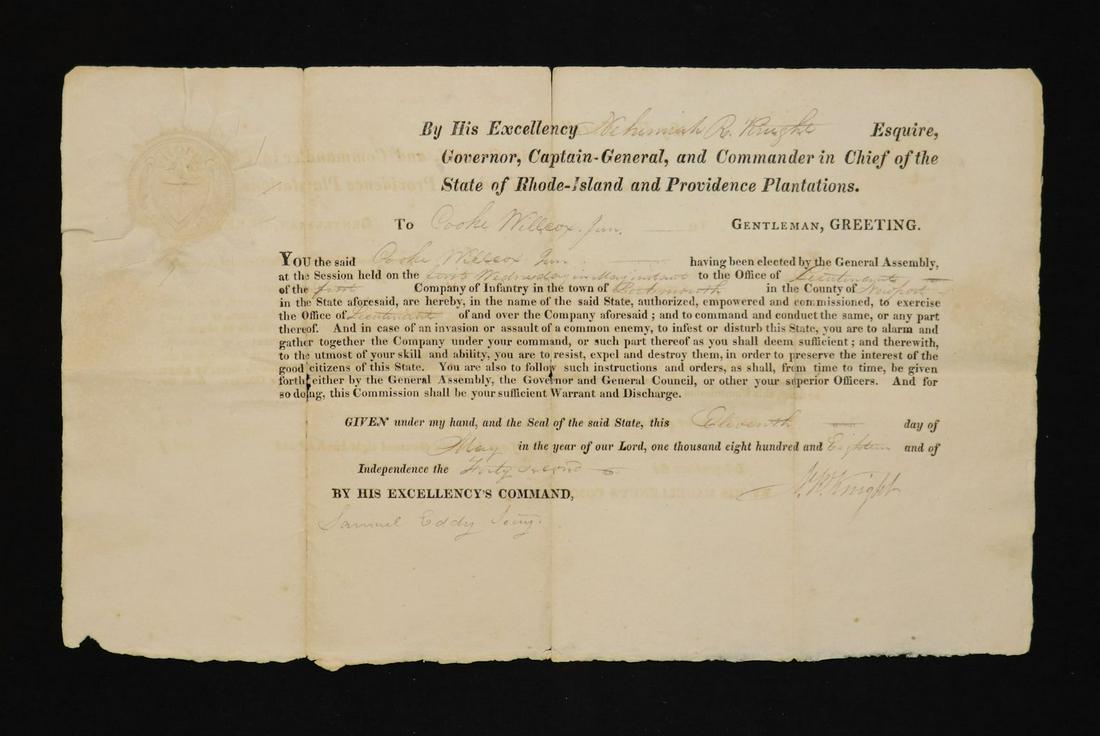 By His Excellency Nehemiah R. Knight Esquire,
Governor, Captain-General, and Commander in Chief of the
State of Rhode-Island and Providence Plantations.
To Cooke Willcox Jun. GENTLEMAN, GREETING.
YOU the said Cooke Willcox Jun. having been elected by the General Assembly,
at the Session held on the first Wednesday in May instant to the Office of Lieutenant
of the first Company of Infantry in the town of Portsmouth in the County of Newport
in the State aforesaid, are hereby, in the name of the said State, authorized, empowered and commissioned, to exercise
the Office of Lieutenant of and over the Company aforesaid; and to command and conduct the same, or any part
thereof. And in case of an invasion or assault of a common enemy, to infest or disturb this State, you are to alarm and
gather together the Company under your command, or such part thereof as you shall deem sufficient; and therewith,
to the utmost of your skill and ability, you are to resist, expel and destroy them, in order to preserve the interest of the
good citizens of this State. You are also to follow such instructions and orders, as shall, from time to time, be given
forth either by the General Assembly, the Governor and General Council, or other your superior Officers. And for
so doing, this Commission shall be your sufficient Warrant and Discharge.
GIVEN under my hand, and the Seal of the said State, this Eleventh day of
May in the year of our Lord, one thousand eight hundred and Eighteen and of
Independence the Forty second
BY HIS EXCELLENCY'S COMMAND, N. R. Knight
Samuel Eddy Secry.